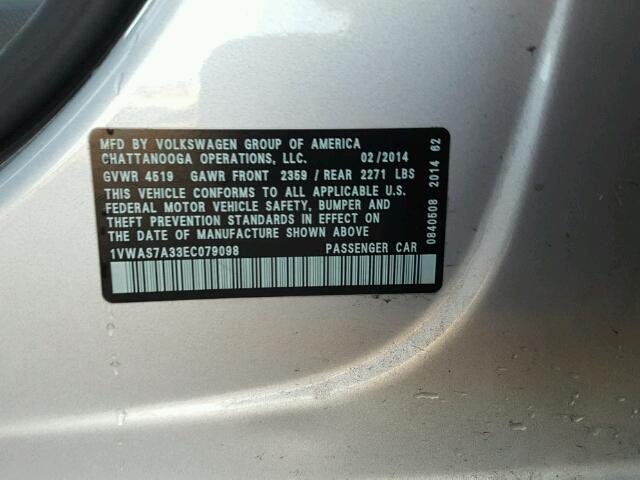 MFD BY VOLKSWAGEN GROUP OF AMERICA
CHATTANOOGA OPERATIONS, LLC. 02/2014
GVWR 4519 GAWR FRONT 2359 / REAR 2271 LBS
THIS VEHICLE CONFORMS TO ALL APPLICABLE U.S.
FEDERAL MOTOR VEHICLE SAFETY, BUMPER AND
THEFT PREVENTION STANDARDS IN EFFECT ON
THE DATE OF MANUFACTURE SHOWN ABOVE
1VWAS7A33EC079098 PASSENGER CAR
0840508 2014 62